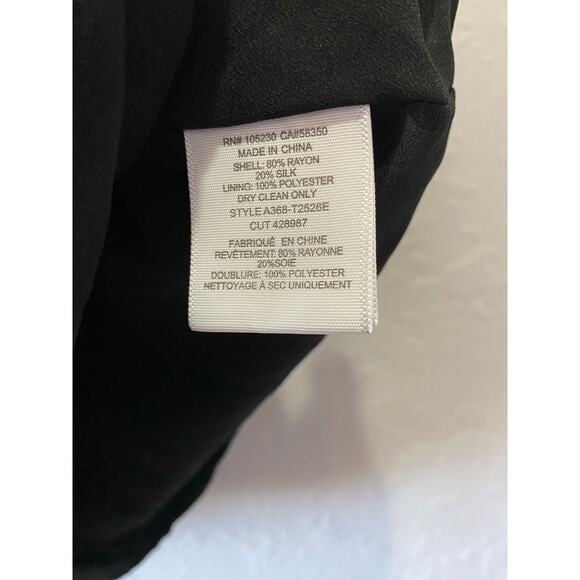 RN# 105230 CA#58350
MADE IN CHINA
SHELL: 80% RAYON
20% SILK
LINING: 100% POLYESTER
DRY CLEAN ONLY
STYLE A368-T2526E
CUT 428987
FABRIQUÉ EN CHINE
REVÊTEMENT: 80% RAYONNE
20%SOIE
DOUBLURE: 100% POLYESTER
NETTOYAGE À SEC UNIQUEMENT